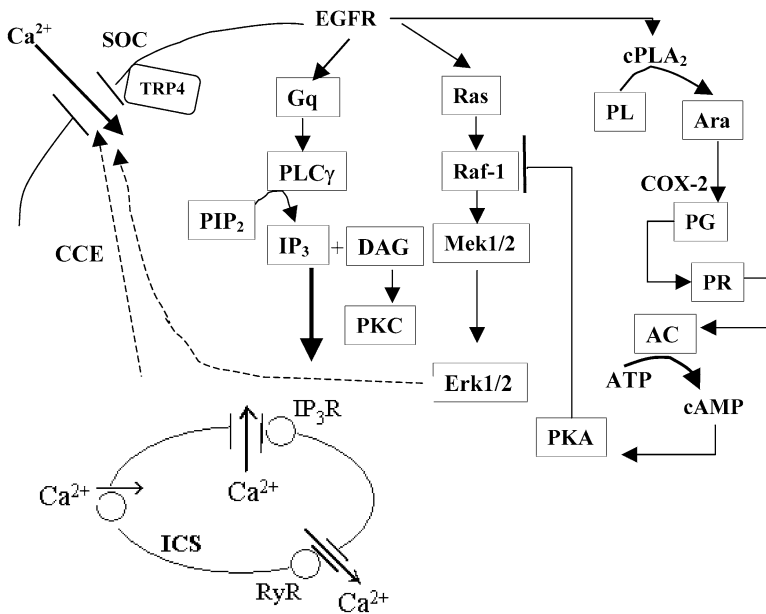 EGFR
Ca²⁺
SOC
TRP4
cPLA₂
PL
Ara
COX-2
PG
PR
AC
ATP
cAMP
PKA
Gq
Ras
PLCγ
Raf-1
PIP₂
IP₃ + DAG
Mek1/2
CCE
PKC
Erk1/2
IP₃R
Ca²⁺
Ca²⁺
ICS
RyR
Ca²⁺